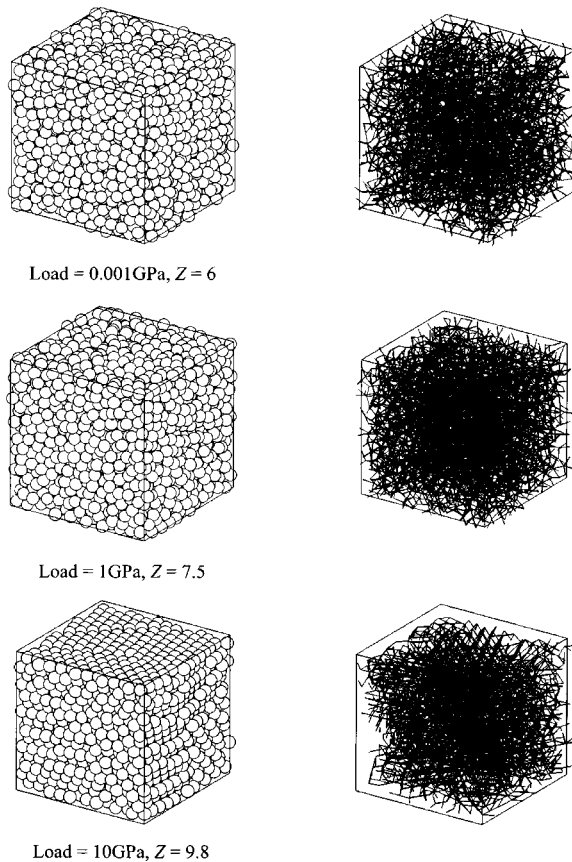 Load = 0.001GPa, Z = 6
Load = 1GPa, Z = 7.5
Load = 10GPa, Z = 9.8